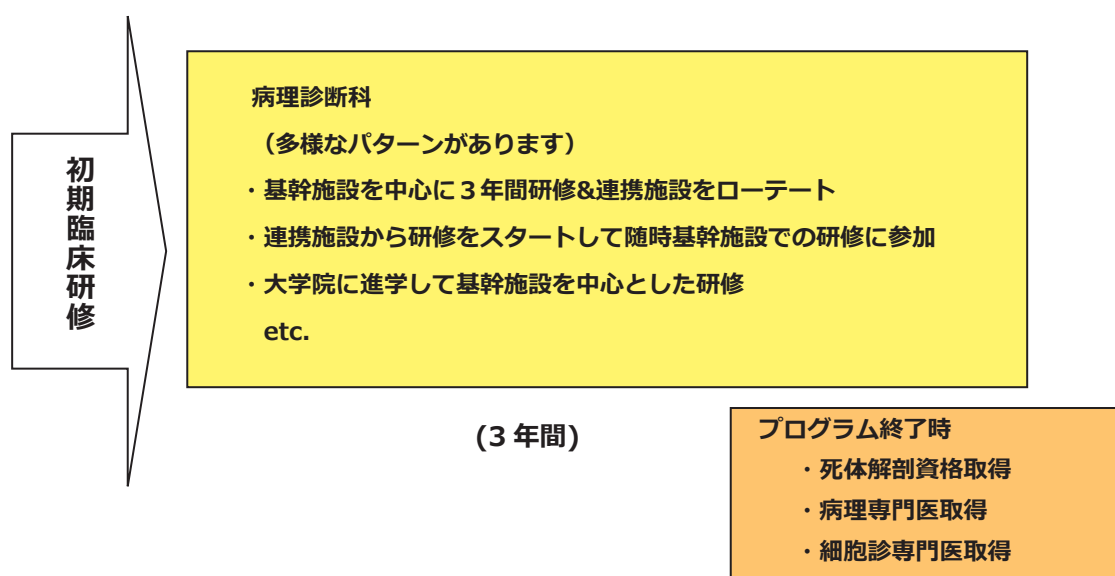 初期臨床研修
病理診断科
（多様なパターンがあります）
・基幹施設を中心に３年間研修&連携施設をローテート
・連携施設から研修をスタートして随時基幹施設での研修に参加
・大学院に進学して基幹施設を中心とした研修
etc.
(3 年間)
プログラム終了時
・死体解剖資格取得
・病理専門医取得
・細胞診専門医取得